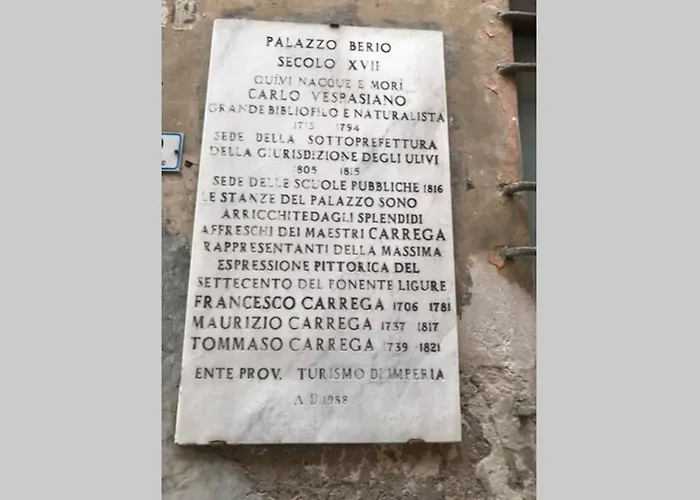 PALAZZO BERIO
SECOLO XVII
QUIVI NACQUE E MORÌ
CARLO VESPASIANO
GRANDE BIBLIOFILO E NATURALISTA
1713 1794
SEDE DELLA SOTTOPREFETTURA
DELLA GIURISDIZIONE DEGLI ULIVI
1805 1815
SEDE DELLE SCUOLE PUBBLICHE 1816
LE STANZE DEL PALAZZO SONO
ARRICCHITE DAGLI SPLENDIDI
AFFRESCHI DEI MAESTRI CARREGA
RAPPRESENTANTI DELLA MASSIMA
ESPRESSIONE PITTORICA DEL
SETTECENTO DEL PONENTE LIGURE
FRANCESCO CARREGA 1706 1781
MAURIZIO CARREGA 1737 1817
TOMMASO CARREGA 1739 1821
ENTE PROV. TURISMO DI IMPERIA
A.D. 1988